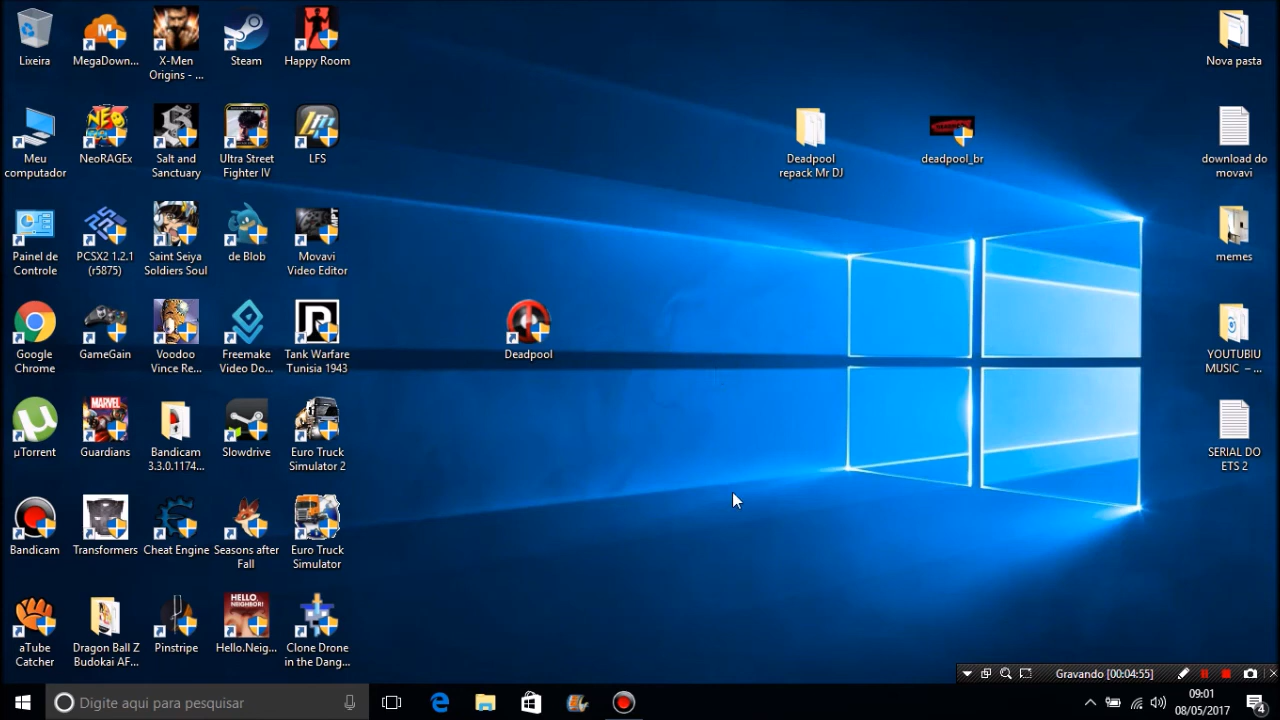 Lixeira
MegaDown...
X-Men
Origins - ...
Steam
Happy Room
Nova pasta
Meu
computador
NeoRAGEx
Salt and
Sanctuary
Ultra Street
Fighter IV
LFS
Deadpool
repack Mr DJ
deadpool_br
download do
movavi
Painel de
Controle
PCSX2 1.2.1
(r5875)
Saint Seiya
Soldiers Soul
de Blob
Movavi
Video Editor
memes
Google
Chrome
GameGain
Voodoo
Vince Re...
Freemake
Video Do...
Tank Warfare
Tunisia 1943
Deadpool
YOUTUBIU
MUSIC – ...
µTorrent
MARVEL
Guardians
Bandicam
3.3.0.1174...
Slowdrive
Euro Truck
Simulator 2
SERIAL DO
ETS 2
Bandicam
Transformers
Cheat Engine
Seasons after
Fall
Euro Truck
Simulator
aTube
Catcher
Dragon Ball Z
Budokai AF...
Pinstripe
HELLO,
NEIGHBOR!
Hello.Neig...
Clone Drone
in the Dang...
Gravando [00:04:55]
Digite aqui para pesquisar
09:01
08/05/2017
4